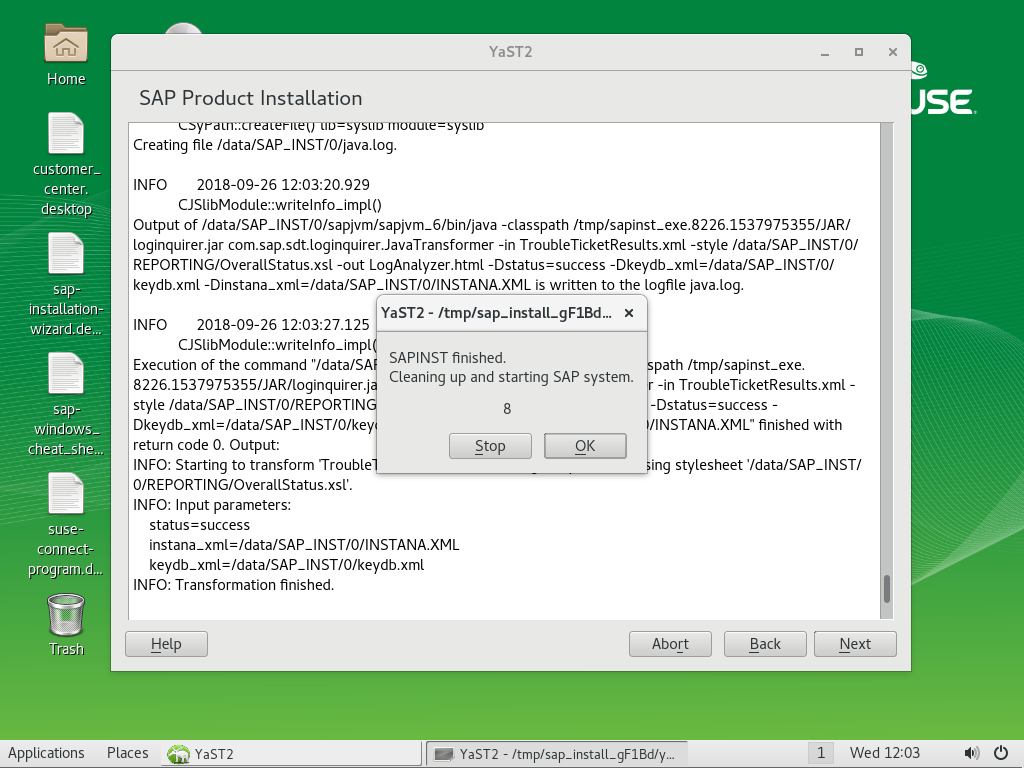 Home
customer_
center.
desktop
sap-
installation-
wizard.de...
sap-
windows_
cheat_she...
suse-
connect-
program.d...
Trash
YaST2
SAP Product Installation
CSyPath::createFile() lib=syslib module=syslib
Creating file /data/SAP_INST/0/java.log.
INFO 2018-09-26 12:03:20.929
CJSlibModule::writeInfo_impl()
Output of /data/SAP_INST/0/sapjvm/sapjvm_6/bin/java -classpath /tmp/sapinst_exe.8226.1537975355/JAR/
loginquirer.jar com.sap.sdt.loginquirer.JavaTransformer -in TroubleTicketResults.xml -style /data/SAP_INST/0/
REPORTING/OverallStatus.xsl -out LogAnalyzer.html -Dstatus=success -Dkeydb_xml=/data/SAP_INST/0/
keydb.xml -Dinstana_xml=/data/SAP_INST/0/INSTANA.XML is written to the logfile java.log.
INFO 2018-09-26 12:03:27.125
CJSlibModule::writeInfo_impl(
Execution of the command "/data/SAP spath /tmp/sapinst_exe.
8226.1537975355/JAR/loginquirer.ja r -in TroubleTicketResults.xml -
style /data/SAP_INST/0/REPORTING -Dstatus=success -
Dkeydb_xml=/data/SAP_INST/0/key 0/INSTANA.XML" finished with
return code 0. Output:
INFO: Starting to transform 'TroubleT sing stylesheet '/data/SAP_INST/
0/REPORTING/OverallStatus.xsl'.
INFO: Input parameters:
status=success
instana_xml=/data/SAP_INST/0/INSTANA.XML
keydb_xml=/data/SAP_INST/0/keydb.xml
INFO: Transformation finished.
YaST2 - /tmp/sap_install_gF1Bd...
SAPINST finished.
Cleaning up and starting SAP system.
8
Stop OK
Help Abort Back Next
USE
Applications Places YaST2 YaST2 - /tmp/sap_install_gF1Bd/y... 1 Wed 12:03